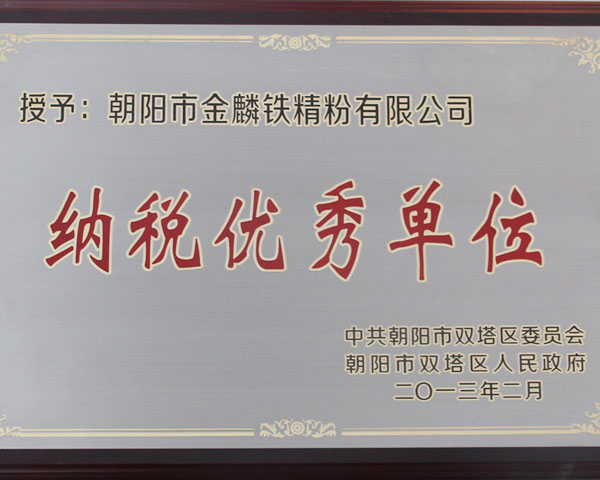 授予：朝阳市金麟铁精粉有限公司
纳税优秀单位
中共朝阳市双塔区委员会
朝阳市双塔区人民政府
二〇一三年二月